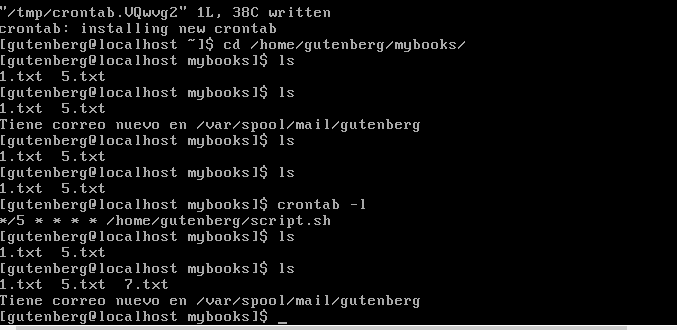 "/tmp/crontab.VQwvg2" 1L, 38C written
crontab: installing new crontab
[gutenberg@localhost ~]$ cd /home/gutenberg/mybooks/
[gutenberg@localhost mybooks]$ ls
1.txt  5.txt
[gutenberg@localhost mybooks]$ ls
1.txt  5.txt
Tiene correo nuevo en /var/spool/mail/gutenberg
[gutenberg@localhost mybooks]$ ls
1.txt  5.txt
[gutenberg@localhost mybooks]$ ls
1.txt  5.txt
[gutenberg@localhost mybooks]$ crontab -l
*/5 * * * * /home/gutenberg/script.sh
[gutenberg@localhost mybooks]$ ls
1.txt  5.txt
[gutenberg@localhost mybooks]$ ls
1.txt  5.txt  7.txt
Tiene correo nuevo en /var/spool/mail/gutenberg
[gutenberg@localhost mybooks]$ _